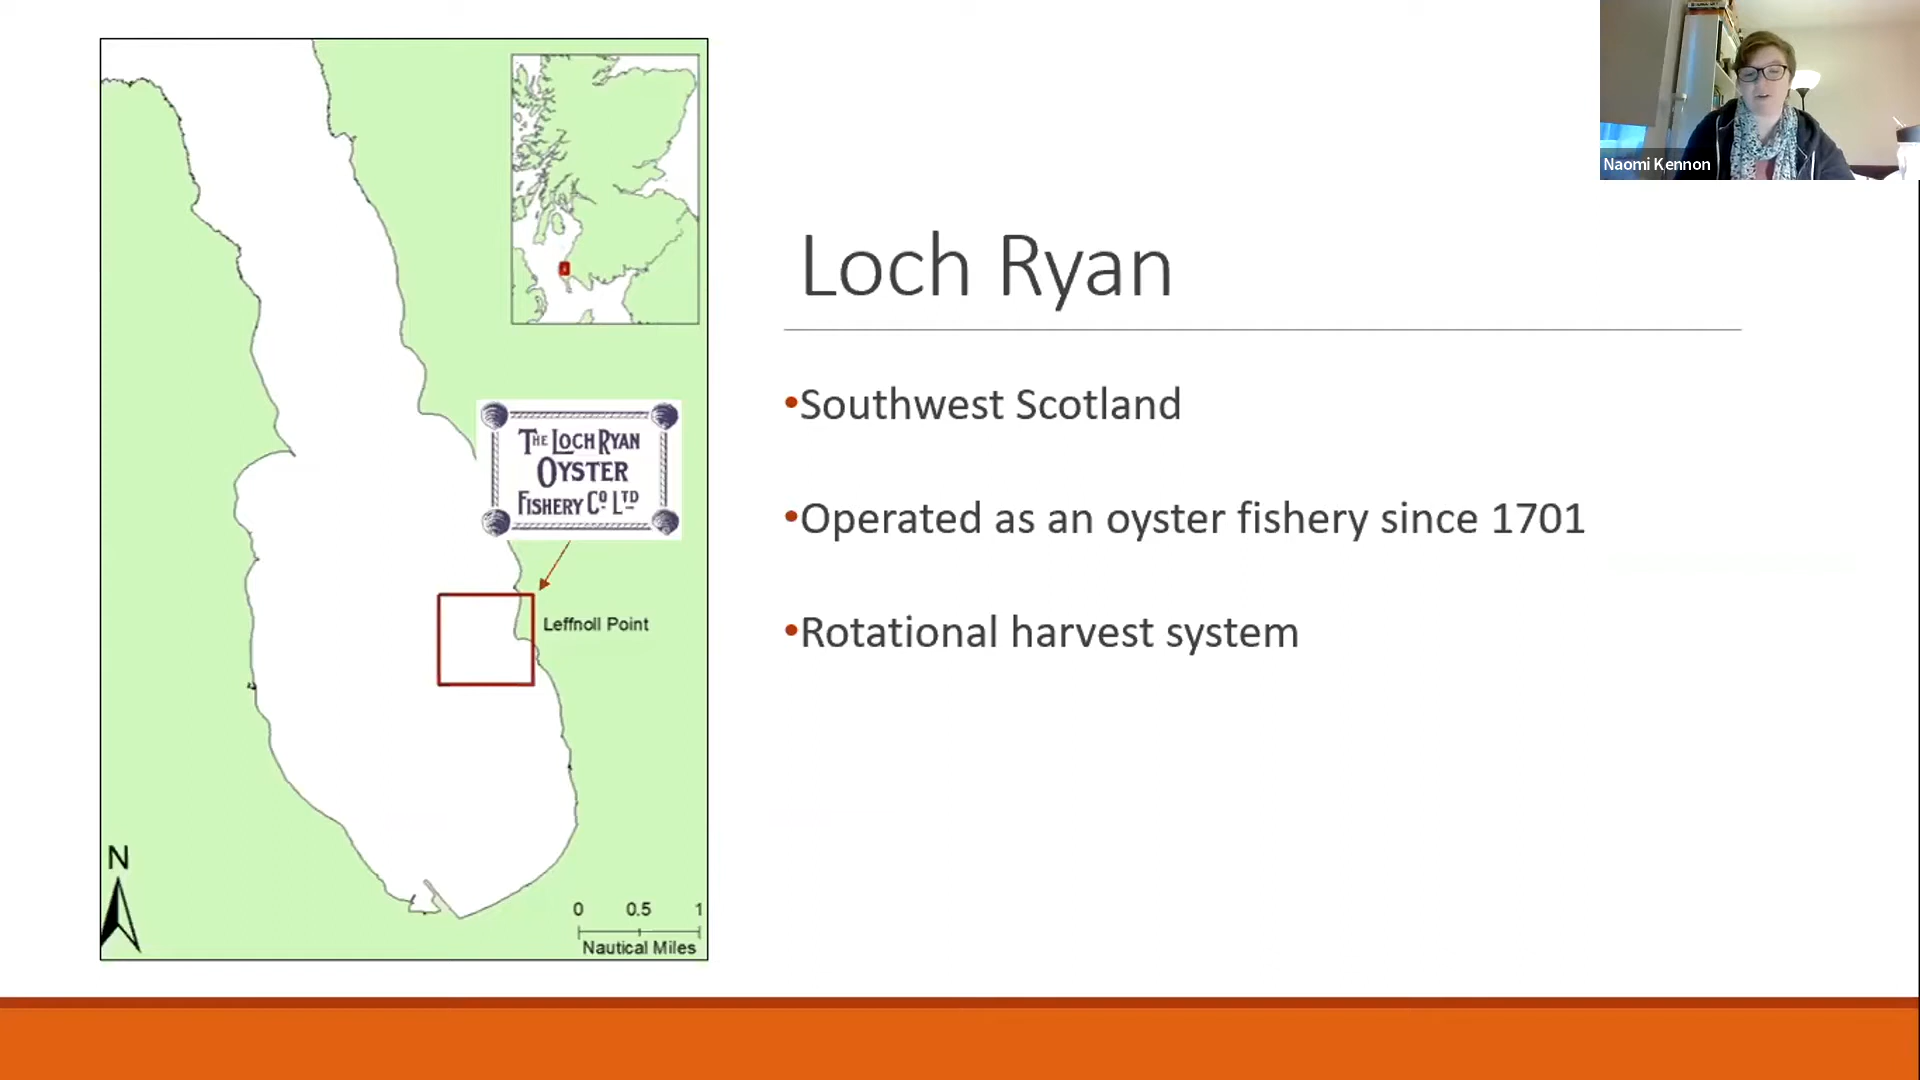 Naomi Kennon
Loch Ryan
•Southwest Scotland
•Operated as an oyster fishery since 1701
•Rotational harvest system
THE LOCH RYAN
OYSTER
FISHERY CO LTD
Leffnoll Point
N
0 0.5 1
Nautical Miles